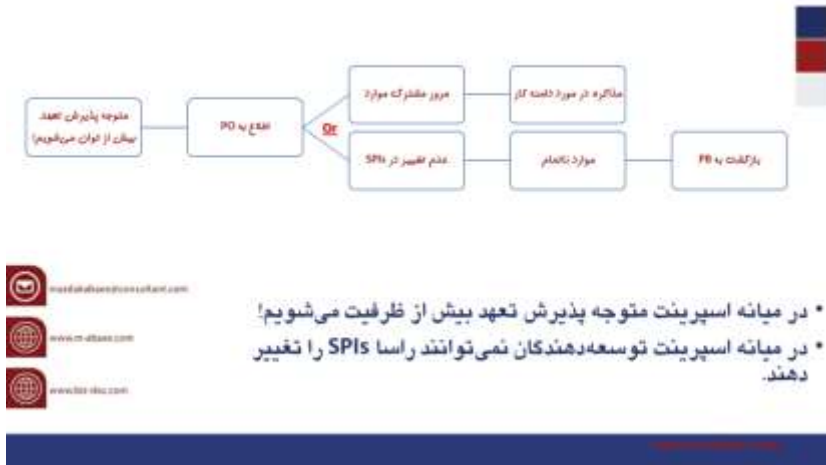 متوجه پذیرش تعهد
بیش از توان می‌شویم!
اطلاع به PO
Or
مرور مشترک موارد
مذاکره در مورد دامنه کار
عدم تغییر در SPIs
موارد ناتمام
بازگشت به PB
www.m-abaee.com
• در میانه اسپرینت متوجه پذیرش تعهد بیش از ظرفیت می‌شویم!
• در میانه اسپرینت توسعه‌دهندگان نمی‌توانند راسا SPIs را تغییر
دهند.